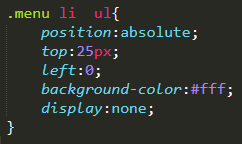 .menu li  ul{
    position:absolute;
    top:25px;
    left:0;
    background-color:#fff;
    display:none;
}